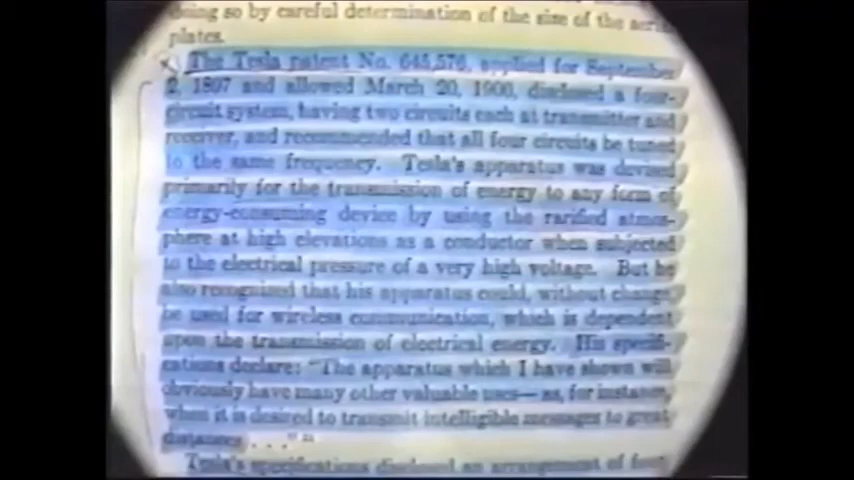 doing so by careful determination of the size of the aerial
plates.
The Tesla patent No. 645,576, applied for September
2, 1897 and allowed March 20, 1900, disclosed a four-
circuit system, having two circuits each at transmitter and
receiver, and recommended that all four circuits be tuned
to the same frequency. Tesla's apparatus was devised
primarily for the transmission of energy to any form of
energy-consuming device by using the rarified atmos-
phere at high elevations as a conductor when subjected
to the electrical pressure of a very high voltage. But he
also recognized that his apparatus could, without change,
be used for wireless communication, which is dependent
upon the transmission of electrical energy. His specifi-
cations declare: "The apparatus which I have shown will
obviously have many other valuable uses—as, for instance,
when it is desired to transmit intelligible messages to great
distances . . ."
Tesla's specifications disclosed an arrangement of four